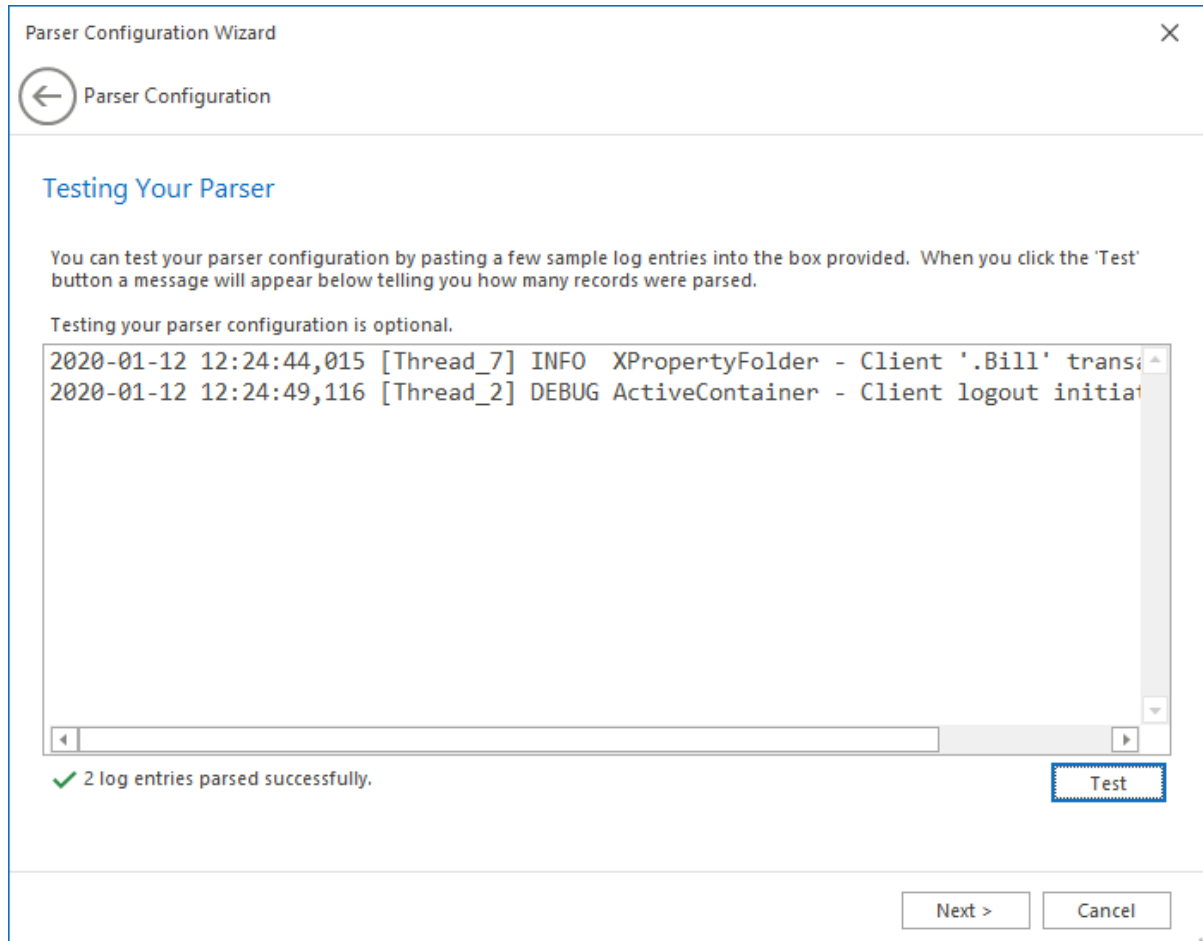 Parser Configuration Wizard
Parser Configuration
Testing Your Parser
You can test your parser configuration by pasting a few sample log entries into the box provided.  When you click the 'Test'
button a message will appear below telling you how many records were parsed.
Testing your parser configuration is optional.
2020-01-12 12:24:44,015 [Thread_7] INFO  XPropertyFolder - Client '.Bill' transa
2020-01-12 12:24:49,116 [Thread_2] DEBUG ActiveContainer - Client logout initiat
2 log entries parsed successfully.
Test
Next >
Cancel